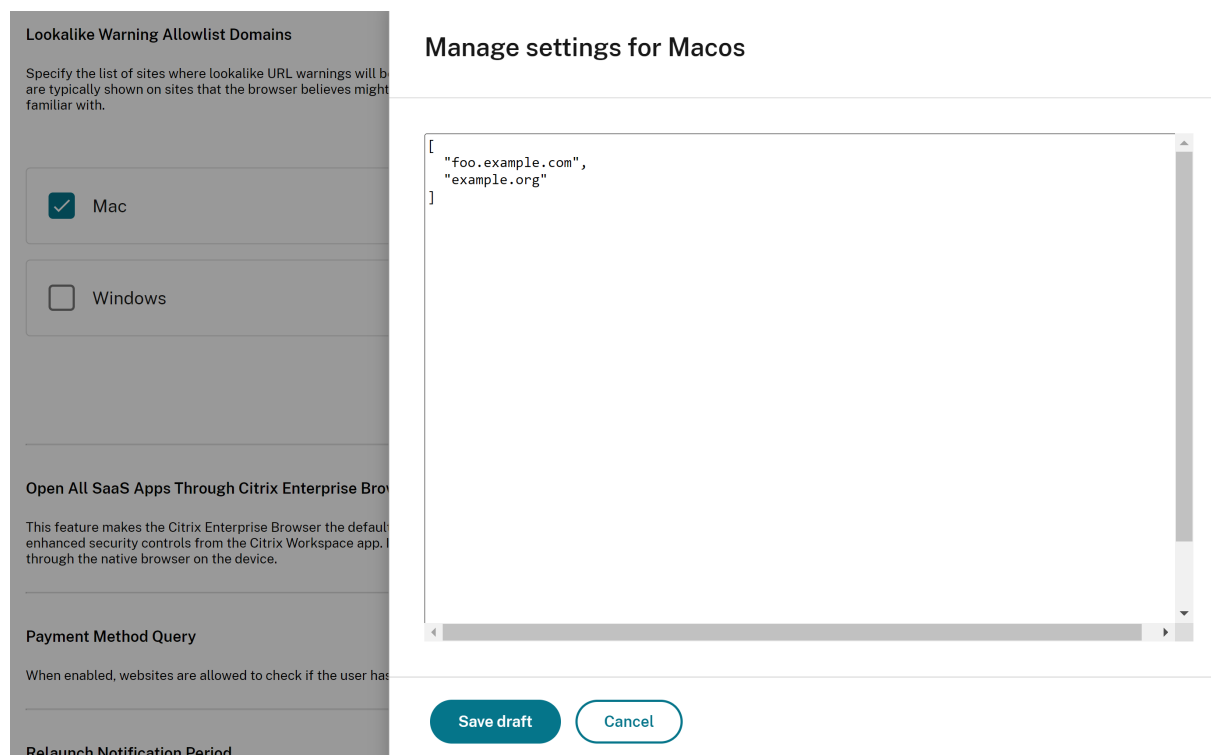 Lookalike Warning Allowlist Domains
Specify the list of sites where lookalike URL warnings will
are typically shown on sites that the browser believes might
familiar with.
Mac
Windows
Open All SaaS Apps Through Citrix Enterprise
This feature makes the Citrix Enterprise Browser the
enhanced security controls from the Citrix Workspace app.
through the native browser on the device.
Payment Method Query
When enabled, websites are allowed to check if the user has
Relaunch Notification Period
Manage settings for Macos
[
"foo.example.com",
"example.org"
]
Save draft
Cancel